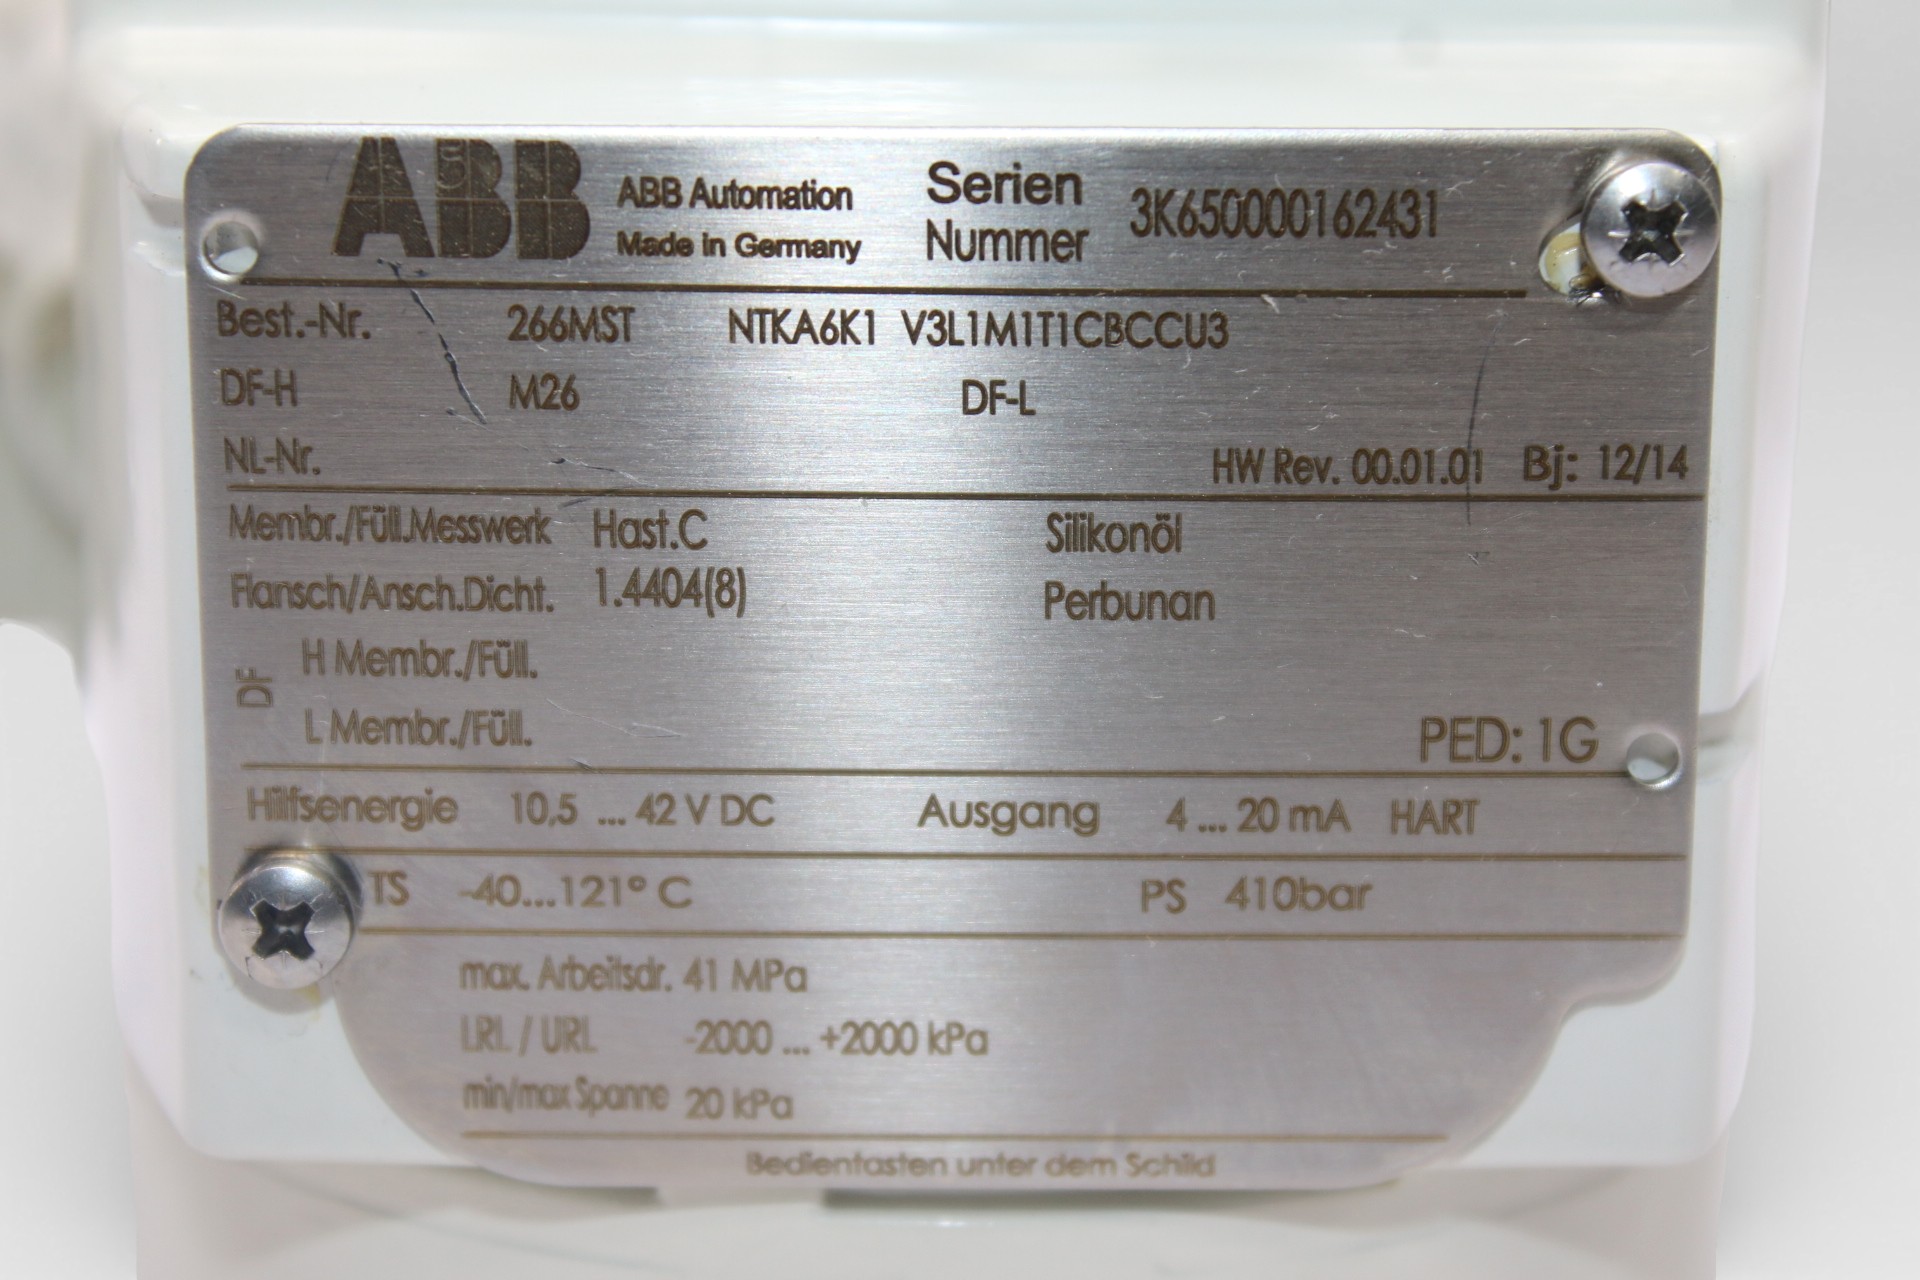 ABB ABB Automation Serien 3K650000162431
Made in Germany Nummer
Best.-Nr. 266MST NTKA6K1 V3L1M1T1CBCCU3
DF-H M26 DF-L
NL-Nr. HW Rev. 00.01.01 Bj: 12/14
Membr./Füll.Messwerk Hast.C Silikonöl
Flansch/Ansch.Dicht. 1.4404(8) Perbunan
DF H Membr./Füll.
L Membr./Füll. PED: 1G
Hilfsenergie 10,5 ... 42 V DC Ausgang 4 ... 20 mA HART
TS -40...121° C PS 410bar
max. Arbeitsdr. 41 MPa
LRL / URL -2000 ... +2000 kPa
min/max Spanne 20 kPa
Bedientasten unter dem Schild